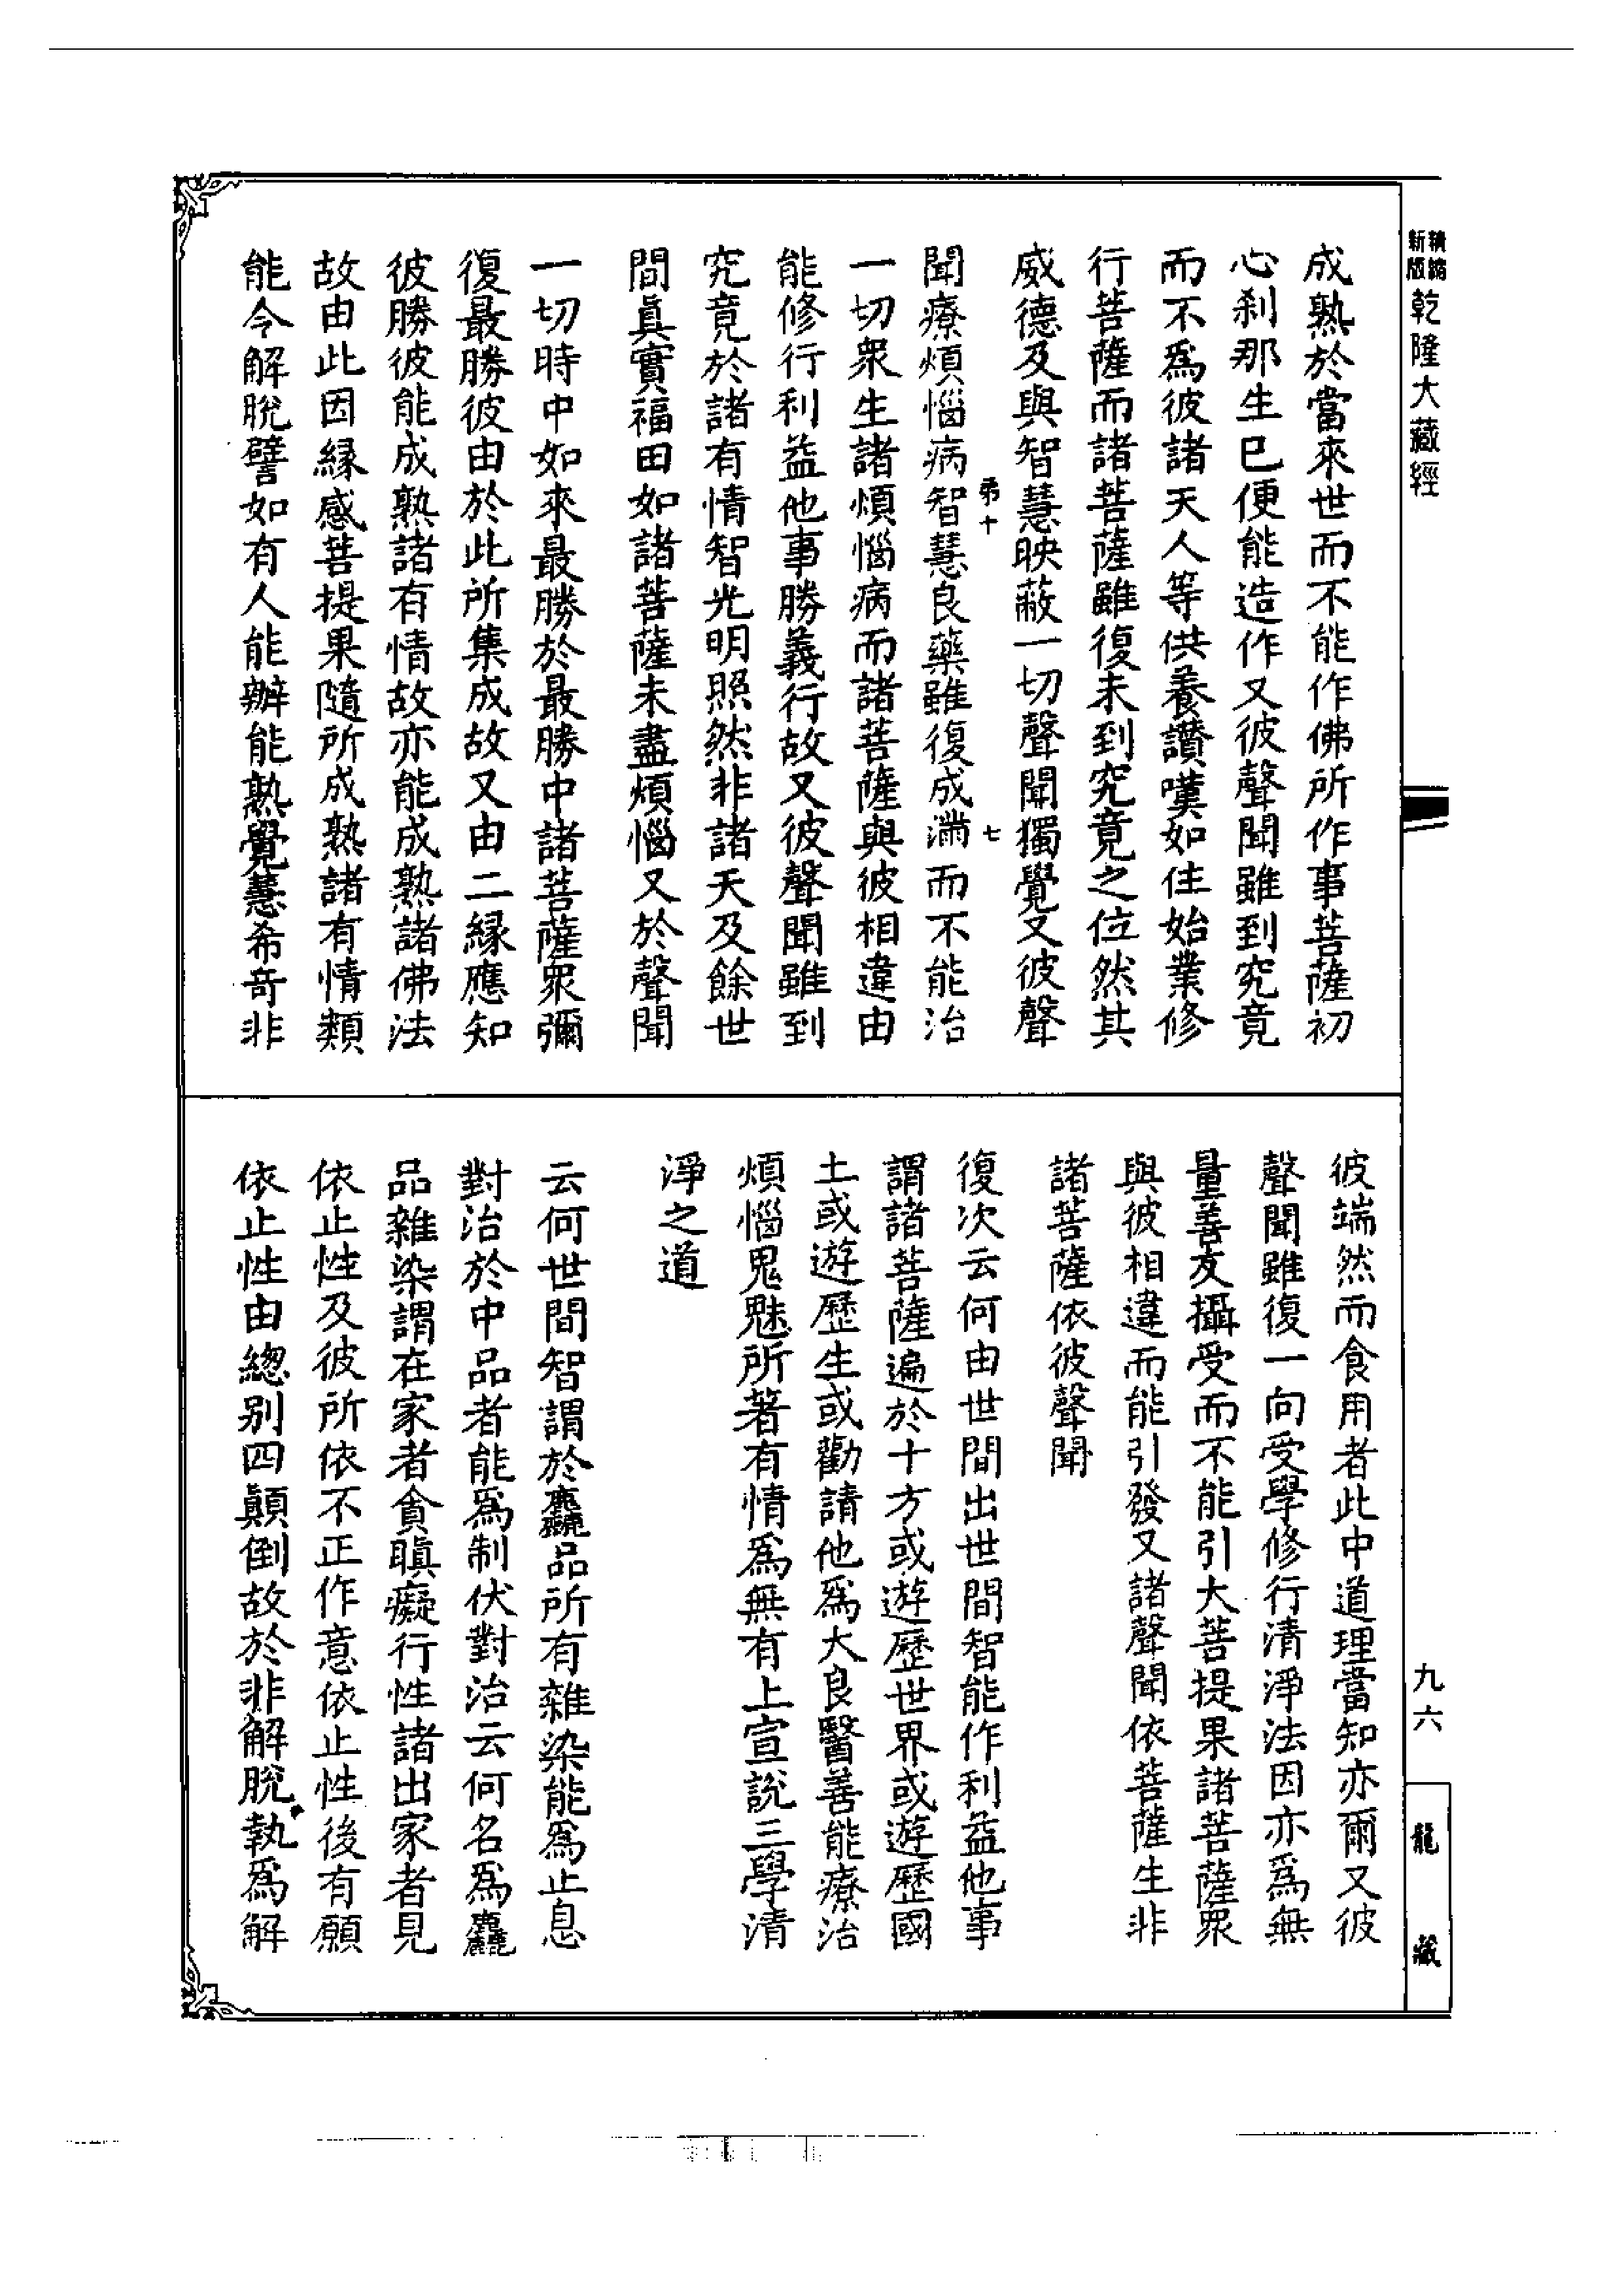 新版精縮乾隆大藏經
成熟於當來世而不能作佛所作事菩薩初
心刹那生巳便能造作又彼聲聞雖到究竟
而不爲彼諸天人等供養讚嘆如住始業修
行菩薩而諸菩薩雖復未到究竟之位然其
威德及與智慧映蔽一切聲聞獨覺又彼聲
弟十 七
聞療煩惱病智慧良藥雖復成滿而不能治
一切衆生諸煩惱病而諸菩薩與彼相違由
能修行利益他事勝義行故又彼聲聞雖到
究竟於諸有情智光明照然非諸天及餘世
間眞實福田如諸菩薩未盡煩惱又於聲聞
一切時中如來最勝於最勝中諸菩薩衆彌
復最勝彼由於此所集成故又由二緣應知
彼勝彼能成熟諸有情故亦能成熟諸佛法
故由此因緣感菩提果隨所成熟諸有情類
能令解脫譬如有人能辦能熟覺慧希奇非
彼端然而食用者此中道理當知亦爾又彼
聲聞雖復一向受學修行清淨法因亦爲無
量善友攝受而不能引大菩提果諸菩薩衆
與彼相違而能引發又諸聲聞依菩薩生非
諸菩薩依彼聲聞
復次云何由世間出世間智能作利益他事
謂諸菩薩遍於十方或遊歷世界或遊歷國
土或遊歷生或勸請他爲大良醫善能療治
煩惱鬼魅所著有情爲無有上宣說三學清
淨之道
云何世間智謂於麤品所有雜染能爲止息
對治於中品者能爲制伏對治云何名爲麤
品雜染謂在家者貪瞋癡行性諸出家者見
依止性及彼所依不正作意依止性後有願
依止性由總別四顚倒故於非解脫執爲解
九六
龍藏